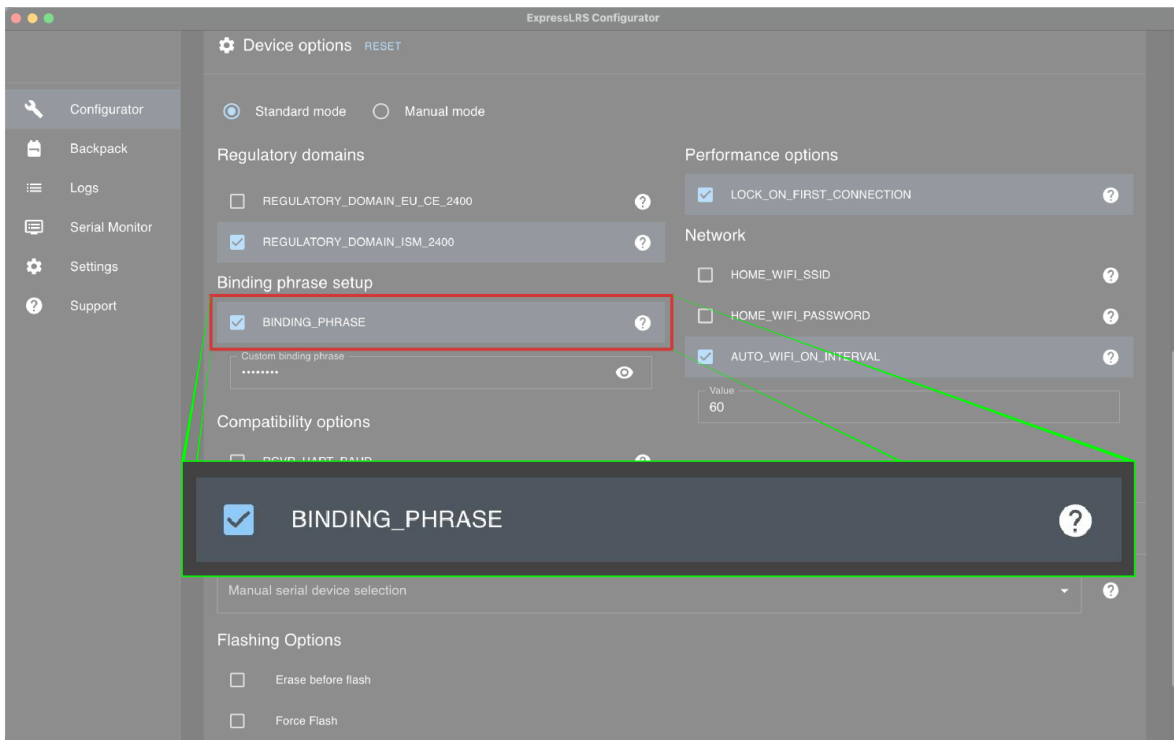 ExpressLRS Configurator
Device options RESET
Configurator
Backpack
Logs
Serial Monitor
Settings
Support
Standard mode Manual mode
Regulatory domains
REGULATORY_DOMAIN_EU_CE_2400
REGULATORY_DOMAIN_ISM_2400
Binding phrase setup
BINDING_PHRASE
Custom binding phrase
••••••••
Compatibility options
RCVR_UART_BAUD
Performance options
LOCK_ON_FIRST_CONNECTION
Network
HOME_WIFI_SSID
HOME_WIFI_PASSWORD
AUTO_WIFI_ON_INTERVAL
Value
60
BINDING_PHRASE
Manual serial device selection
Flashing Options
Erase before flash
Force Flash